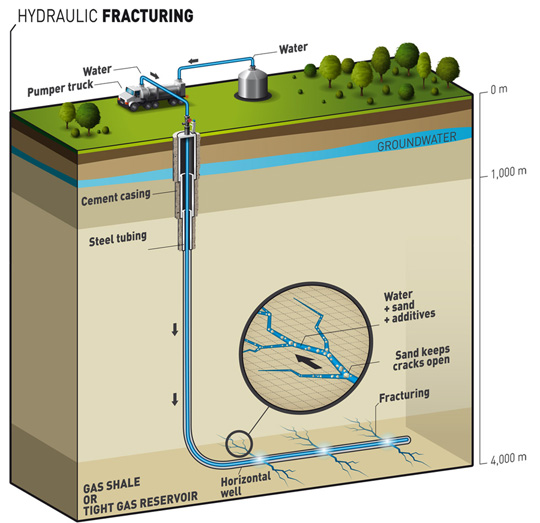 HYDRAULIC FRACTURING
Water
Water
Pumper truck
0 m
GROUNDWATER
1,000 m
Cement casing
Steel tubing
Water
+ sand
+ additives
Sand keeps
cracks open
Fracturing
4,000 m
Horizontal
well
GAS SHALE
OR
TIGHT GAS RESERVOIR